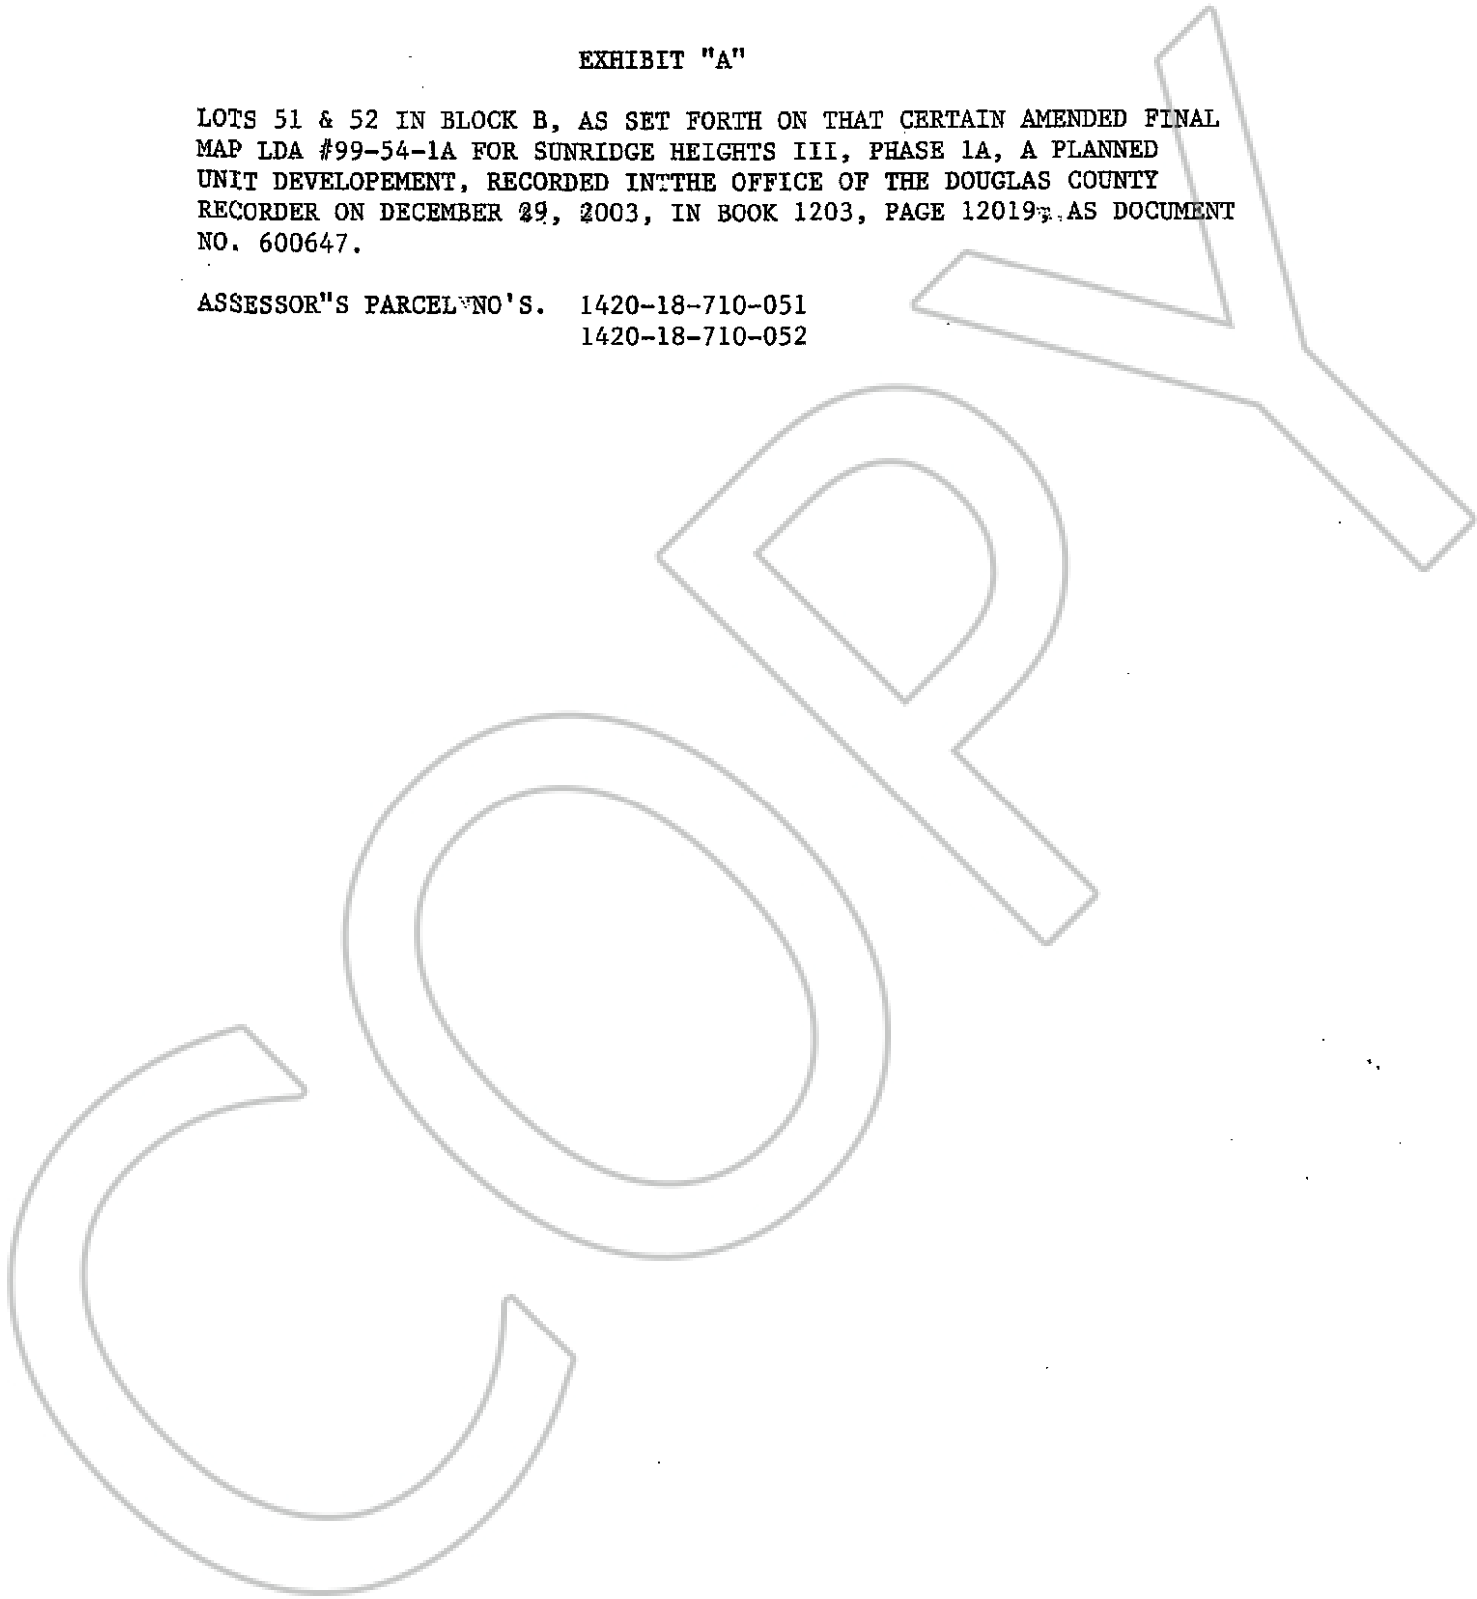 EXHIBIT "A"
LOTS 51 & 52 IN BLOCK B, AS SET FORTH ON THAT CERTAIN AMENDED FINAL
MAP LDA #99-54-1A FOR SUNRIDGE HEIGHTS III, PHASE 1A, A PLANNED
UNIT DEVELOPEMENT, RECORDED IN THE OFFICE OF THE DOUGLAS COUNTY
RECORDER ON DECEMBER 29, 2003, IN BOOK 1203, PAGE 12019, AS DOCUMENT
NO. 600647.
ASSESSOR"S PARCEL NO'S. 1420-18-710-051
1420-18-710-052
COPY